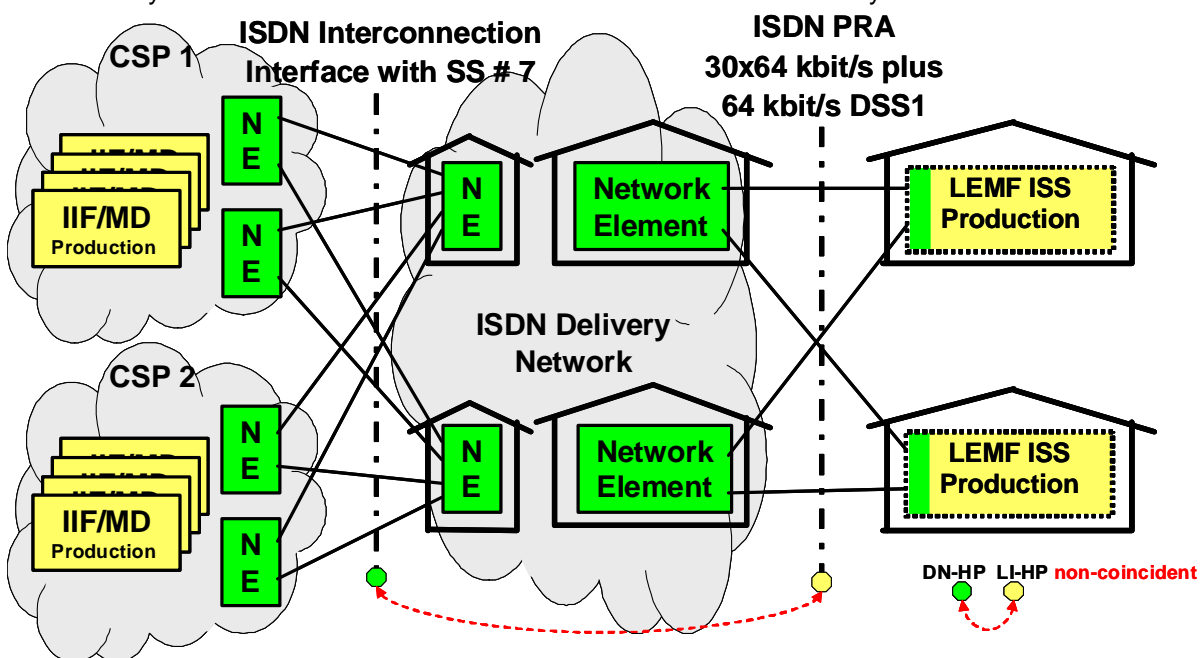 CSP 1
ISDN Interconnection
Interface with SS # 7
ISDN PRA
30x64 kbit/s plus
64 kbit/s DSS1
N
E
N
E
IIF/MD
Production
N
E
Network
Element
LEMF ISS
Production
ISDN Delivery
Network
CSP 2
N
E
N
E
IIF/MD
Production
N
E
Network
Element
LEMF ISS
Production
DN-HP LI-HP non-coincident